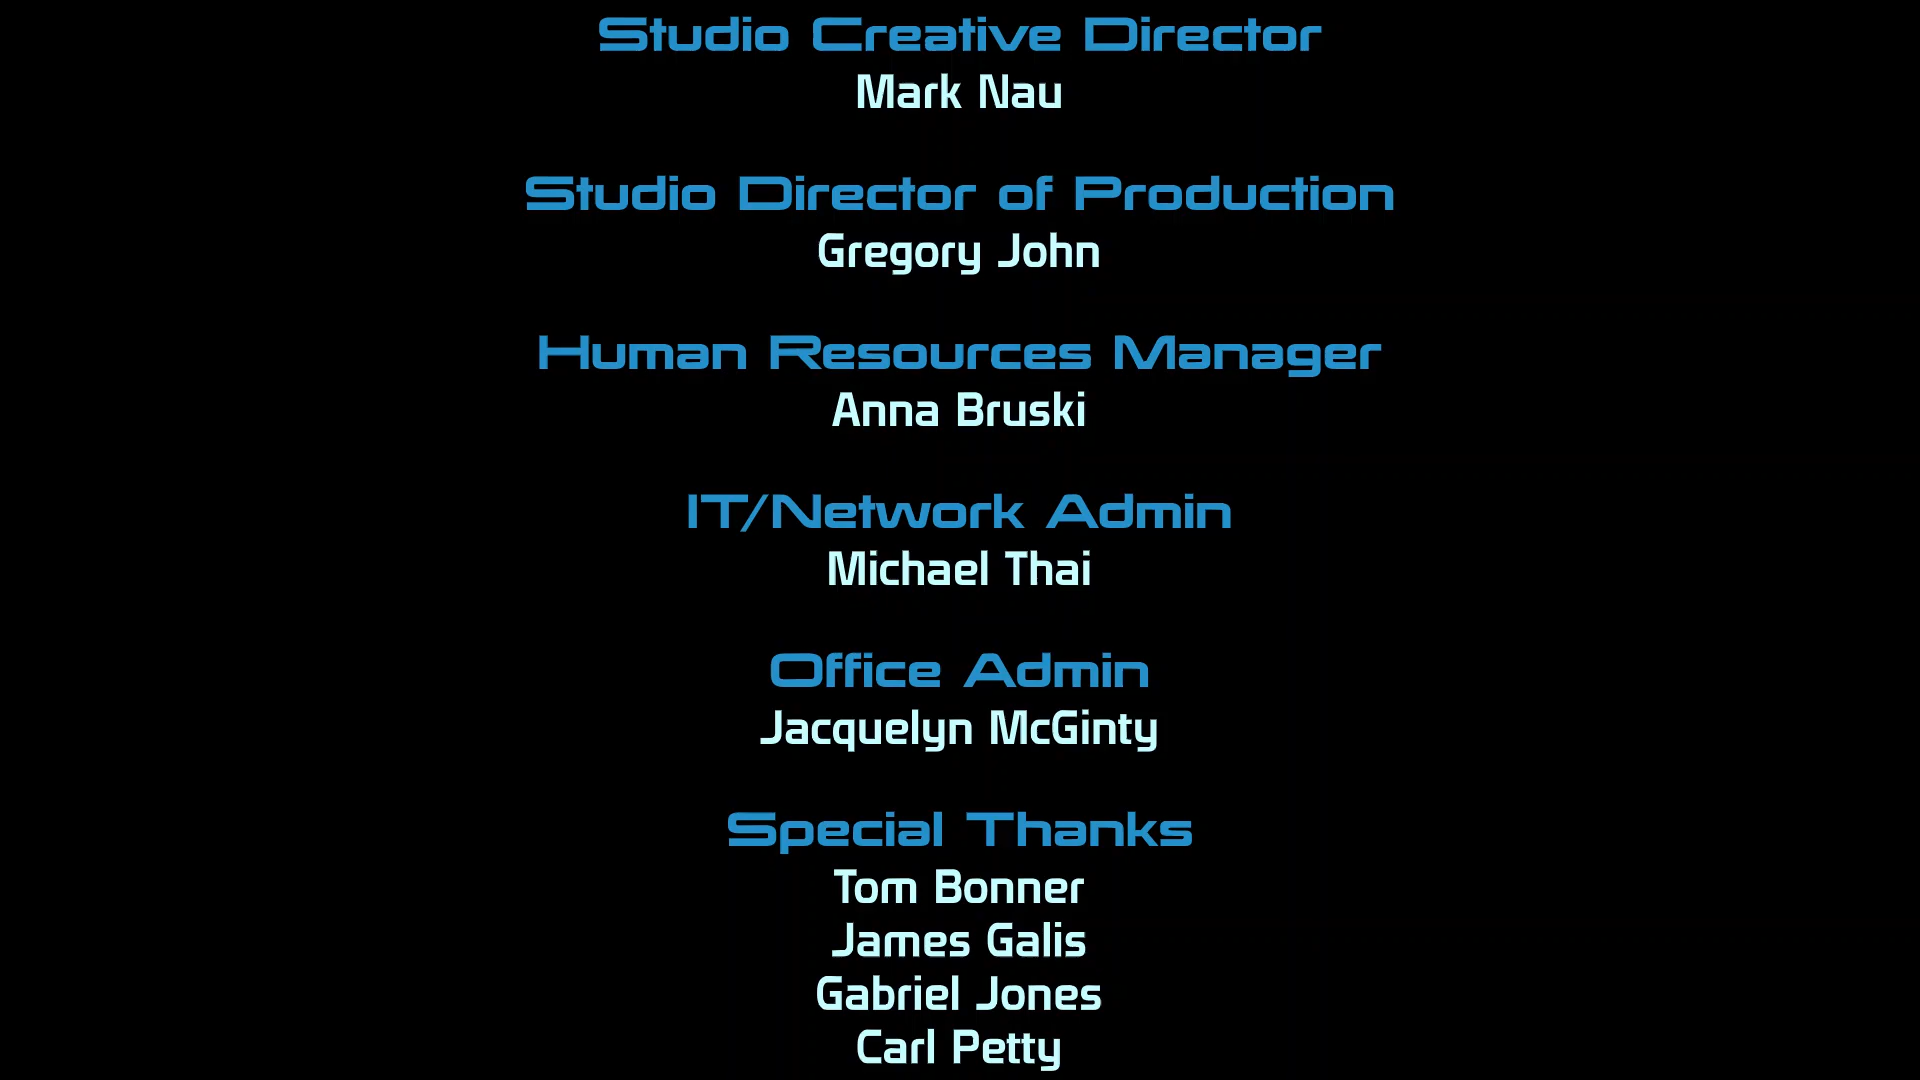 Studio Creative Director
Mark Nau
Studio Director of Production
Gregory John
Human Resources Manager
Anna Bruski
IT/Network Admin
Michael Thai
Office Admin
Jacquelyn McGinty
Special Thanks
Tom Bonner
James Galis
Gabriel Jones
Carl Petty